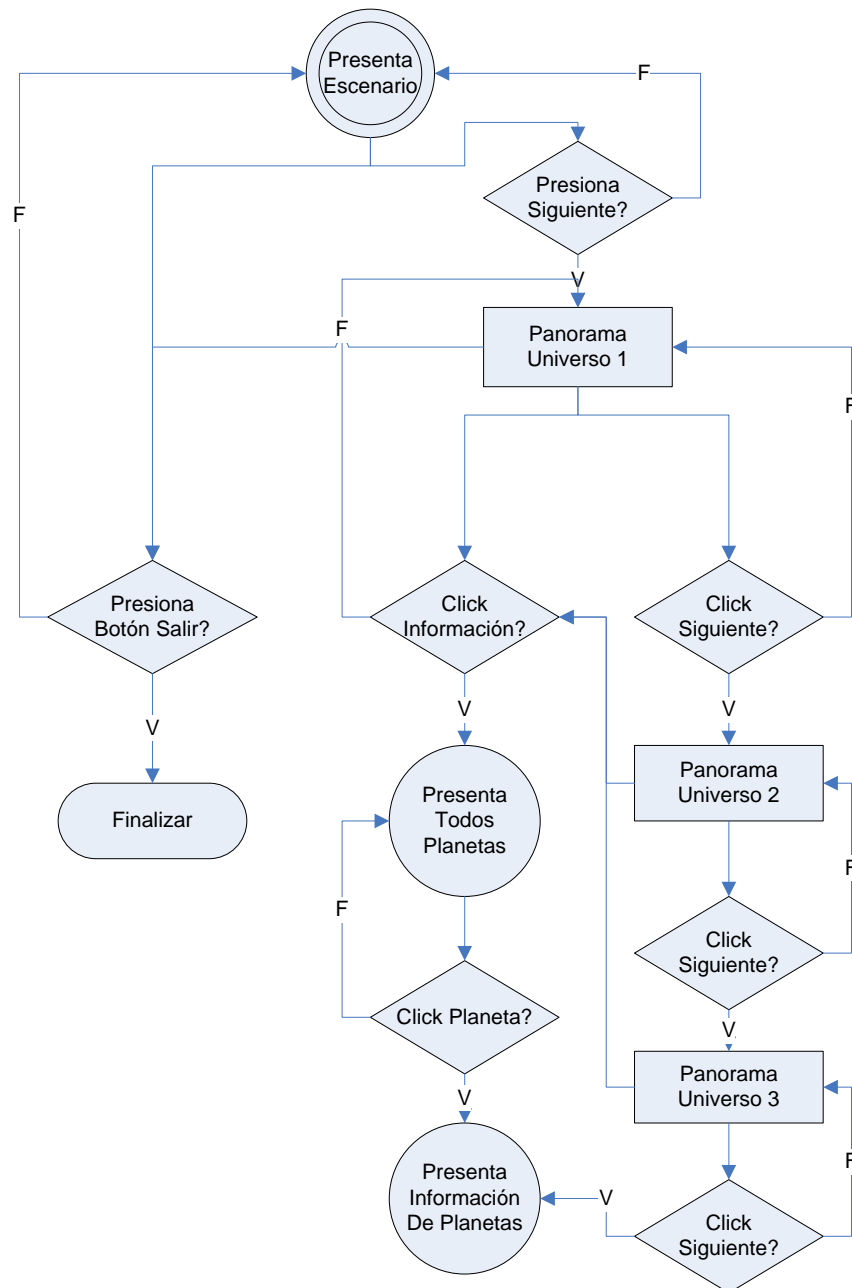 Presenta
Escenario
F
Presiona
Siguiente?
F
V
F
Panorama
Universo 1
F
Presiona
Botón Salir?
Click
Información?
Click
Siguiente?
V
V
V
Finalizar
Presenta
Todos
Planetas
Panorama
Universo 2
F
F
Click
Siguiente?
Click Planeta?
V
V
Panorama
Universo 3
F
Presenta
Información
De Planetas
V
Click
Siguiente?